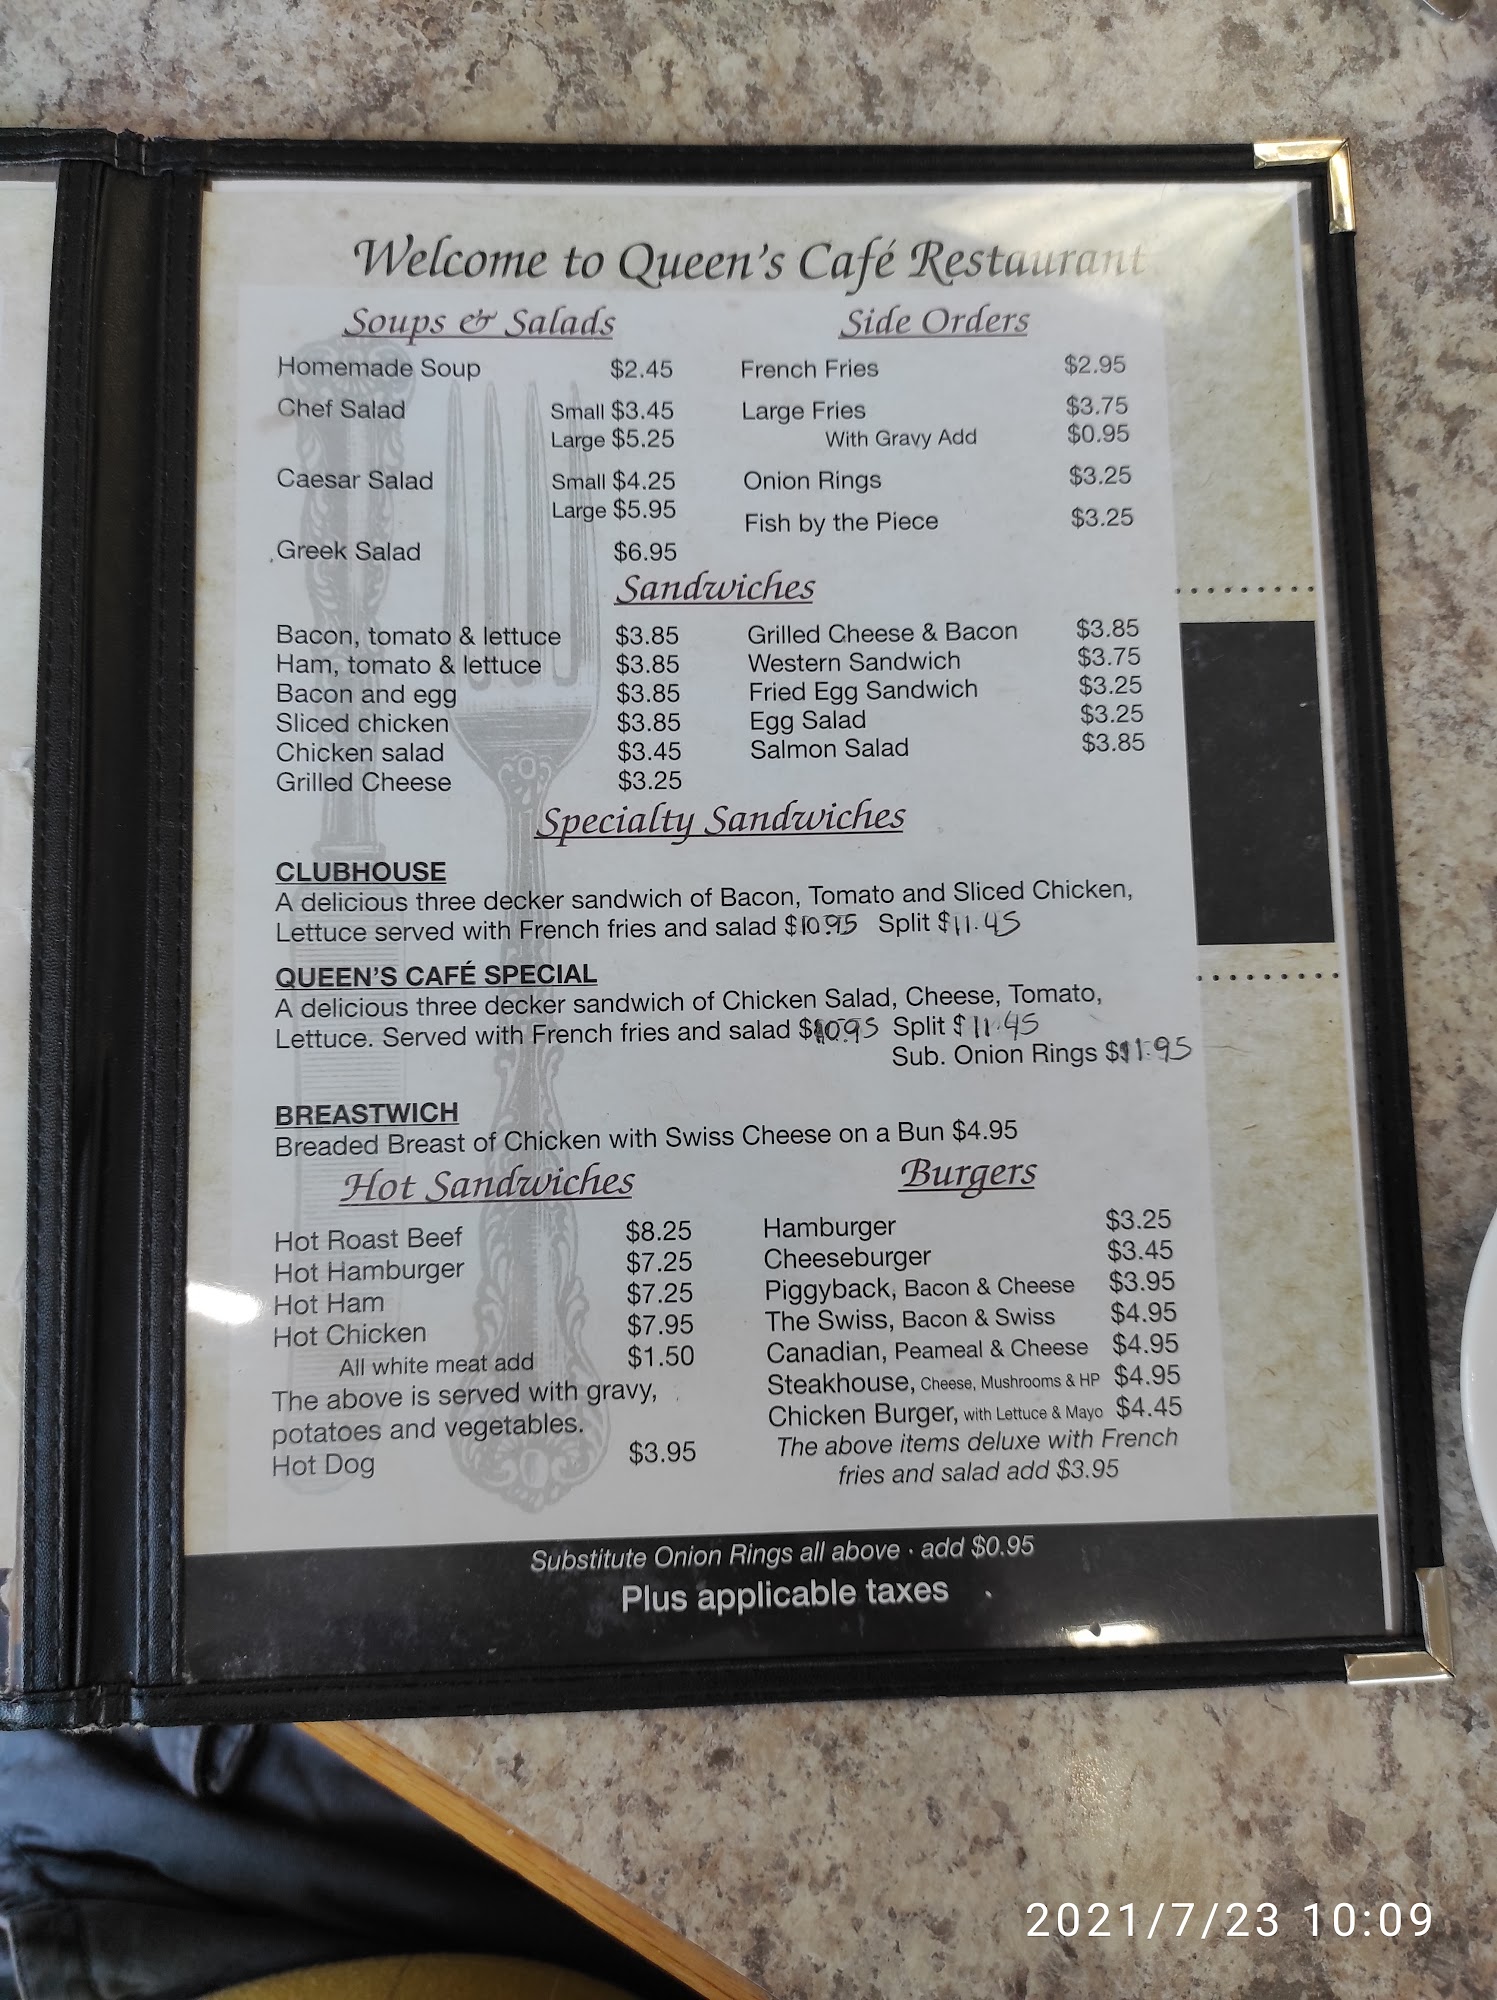 Welcome to Queen's Café Restaurant
Soups & Salads
Homemade Soup $2.45
Chef Salad Small $3.45
Large $5.25
Caesar Salad Small $4.25
Large $5.95
Greek Salad $6.95
Side Orders
French Fries $2.95
Large Fries $3.75
With Gravy Add $0.95
Onion Rings $3.25
Fish by the Piece $3.25
Sandwiches
Bacon, tomato & lettuce $3.85
Ham, tomato & lettuce $3.85
Bacon and egg $3.85
Sliced chicken $3.85
Chicken salad $3.45
Grilled Cheese $3.25
Grilled Cheese & Bacon $3.85
Western Sandwich $3.75
Fried Egg Sandwich $3.25
Egg Salad $3.25
Salmon Salad $3.85
Specialty Sandwiches
CLUBHOUSE
A delicious three decker sandwich of Bacon, Tomato and Sliced Chicken,
Lettuce served with French fries and salad $10.95 Split $11.45
QUEEN'S CAFÉ SPECIAL
A delicious three decker sandwich of Chicken Salad, Cheese, Tomato,
Lettuce. Served with French fries and salad $10.95 Split $11.45
Sub. Onion Rings $11.95
BREASTWICH
Breaded Breast of Chicken with Swiss Cheese on a Bun $4.95
Hot Sandwiches
Hot Roast Beef $8.25
Hot Hamburger $7.25
Hot Ham $7.25
Hot Chicken $7.95
All white meat add $1.50
The above is served with gravy,
potatoes and vegetables.
Hot Dog $3.95
Burgers
Hamburger $3.25
Cheeseburger $3.45
Piggyback, Bacon & Cheese $3.95
The Swiss, Bacon & Swiss $4.95
Canadian, Peameal & Cheese $4.95
Steakhouse, Cheese, Mushrooms & HP $4.95
Chicken Burger, with Lettuce & Mayo $4.45
The above items deluxe with French
fries and salad add $3.95
Substitute Onion Rings all above · add $0.95
Plus applicable taxes
2021/7/23 10:09